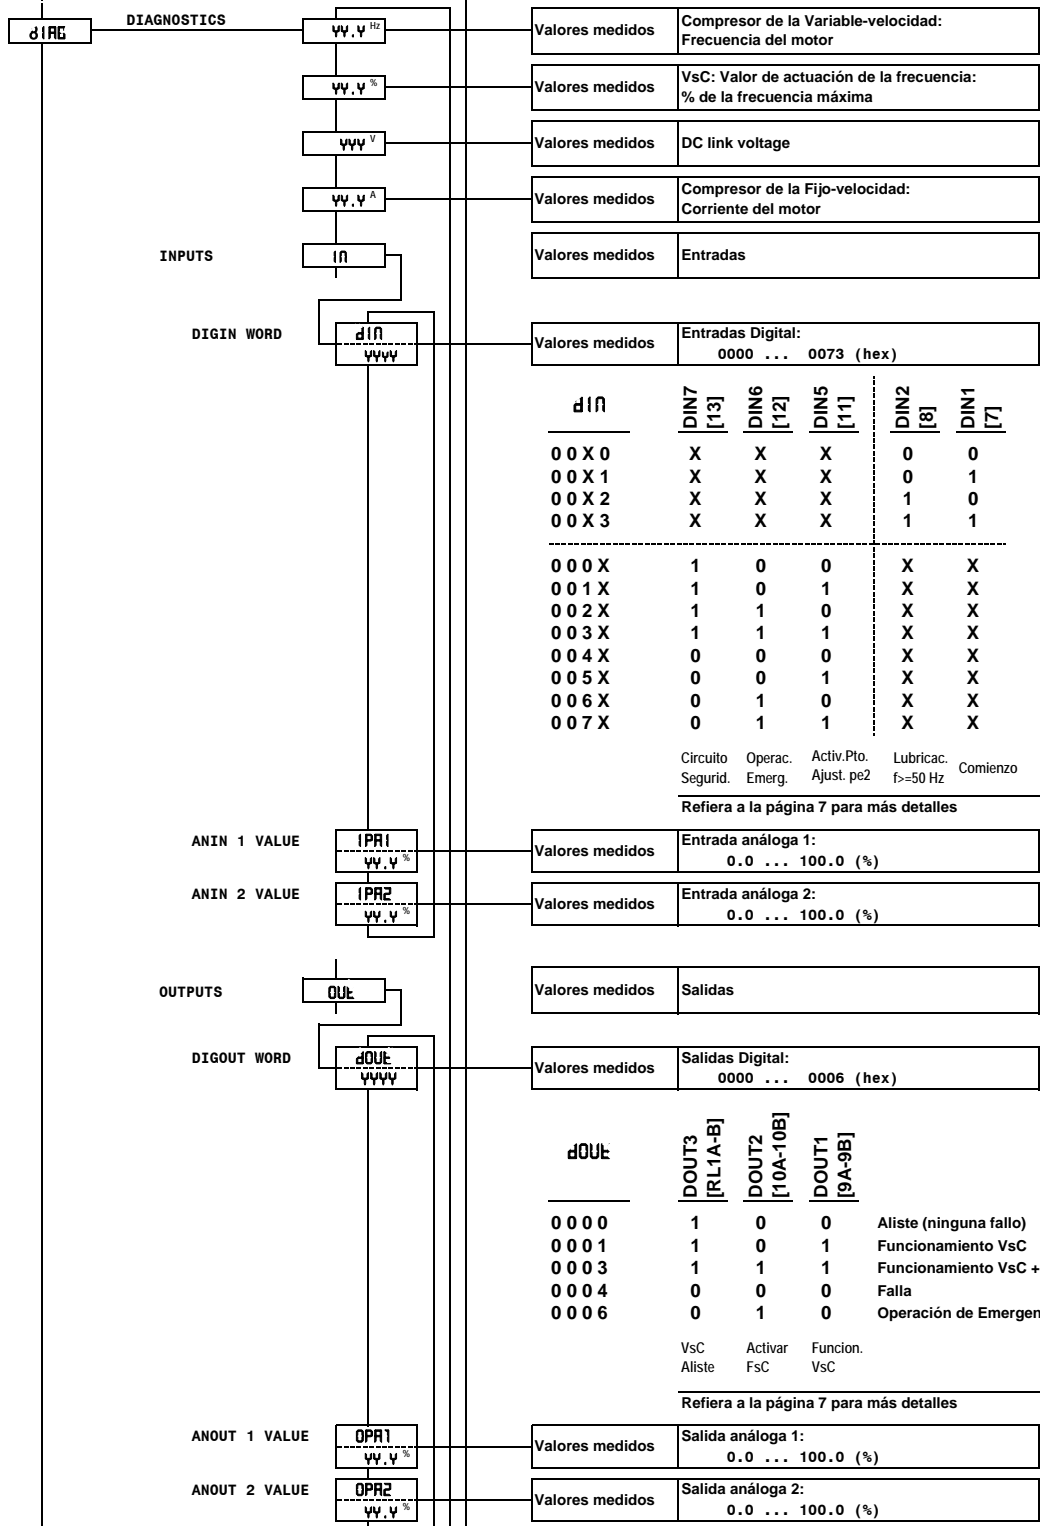 dIAG
DIAGNOSTICS
YY.Y Hz
Valores medidos
Compresor de la Variable-velocidad:
Frecuencia del motor
YY.Y %
Valores medidos
VsC: Valor de actuación de la frecuencia:
% de la frecuencia máxima
YYY V
Valores medidos
DC link voltage
YY.Y A
Valores medidos
Compresor de la Fijo-velocidad:
Corriente del motor
INPUTS
In
Valores medidos
Entradas
DIGIN WORD
dIn
YYYY
Valores medidos
Entradas Digital:
0000 ... 0073 (hex)
dIn
DIN7 [13]
DIN6 [12]
DIN5 [11]
DIN2 [8]
DIN1 [7]
0 0 X 0 X X X 0 0
0 0 X 1 X X X 0 1
0 0 X 2 X X X 1 0
0 0 X 3 X X X 1 1
0 0 0 X 1 0 0 X X
0 0 1 X 1 0 1 X X
0 0 2 X 1 1 0 X X
0 0 3 X 1 1 1 X X
0 0 4 X 0 0 0 X X
0 0 5 X 0 0 1 X X
0 0 6 X 0 1 0 X X
0 0 7 X 0 1 1 X X
Circuito Segurid.
Operac. Emerg.
Activ.Pto. Ajust. pe2
Lubricac. f>=50 Hz
Comienzo
Refiera a la página 7 para más detalles
ANIN 1 VALUE
IPA1
YY.Y %
Valores medidos
Entrada análoga 1:
0.0 ... 100.0 (%)
ANIN 2 VALUE
IPA2
YY.Y %
Valores medidos
Entrada análoga 2:
0.0 ... 100.0 (%)
OUTPUTS
OUt
Valores medidos
Salidas
DIGOUT WORD
dOUt
YYYY
Valores medidos
Salidas Digital:
0000 ... 0006 (hex)
dOUt
DOUT3 [RL1A-B]
DOUT2 [10A-10B]
DOUT1 [9A-9B]
0 0 0 0 1 0 0 Aliste (ninguna fallo)
0 0 0 1 1 0 1 Funcionamiento VsC
0 0 0 3 1 1 1 Funcionamiento VsC +
0 0 0 4 0 0 0 Falla
0 0 0 6 0 1 0 Operación de Emergen
VsC Aliste
Activar FsC
Funcion. VsC
Refiera a la página 7 para más detalles
ANOUT 1 VALUE
OPA1
YY.Y %
Valores medidos
Salida análoga 1:
0.0 ... 100.0 (%)
ANOUT 2 VALUE
OPA2
YY.Y %
Valores medidos
Salida análoga 2:
0.0 ... 100.0 (%)